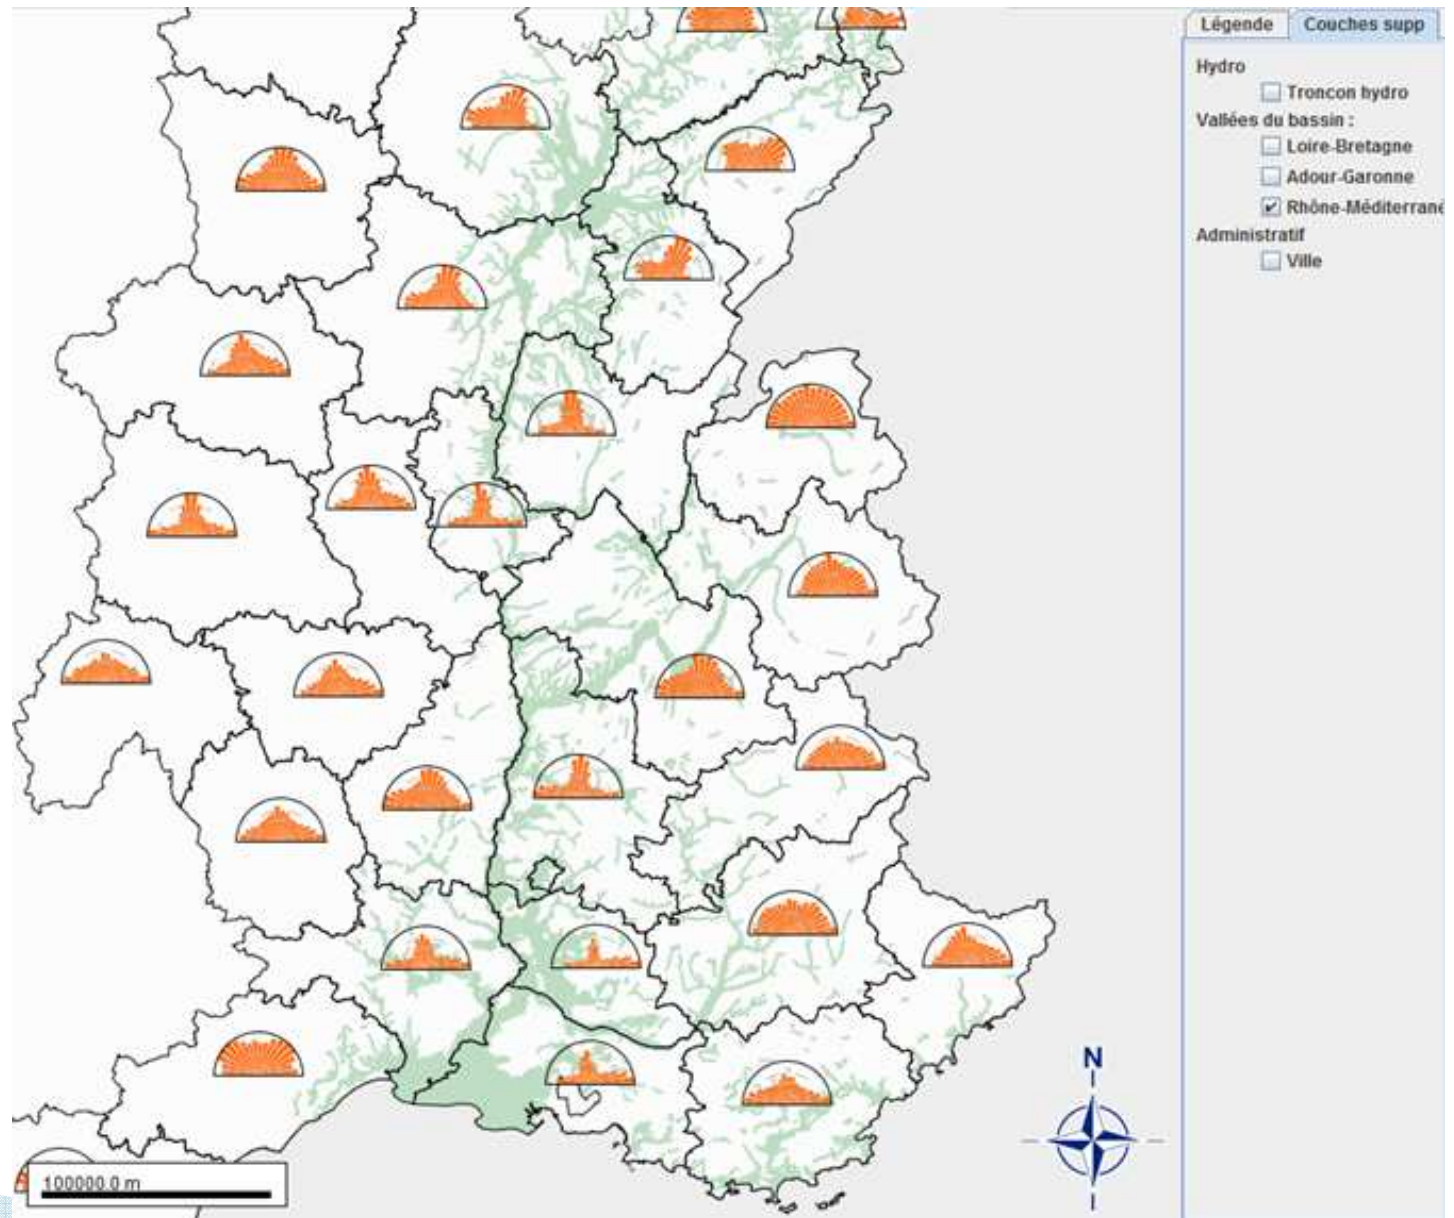 Légende
Couches supp
Hydro
Troncon hydro
Vallées du bassin :
Loire-Bretagne
Adour-Garonne
Rhône-Méditerrané
Administratif
Ville
N
100000.0 m